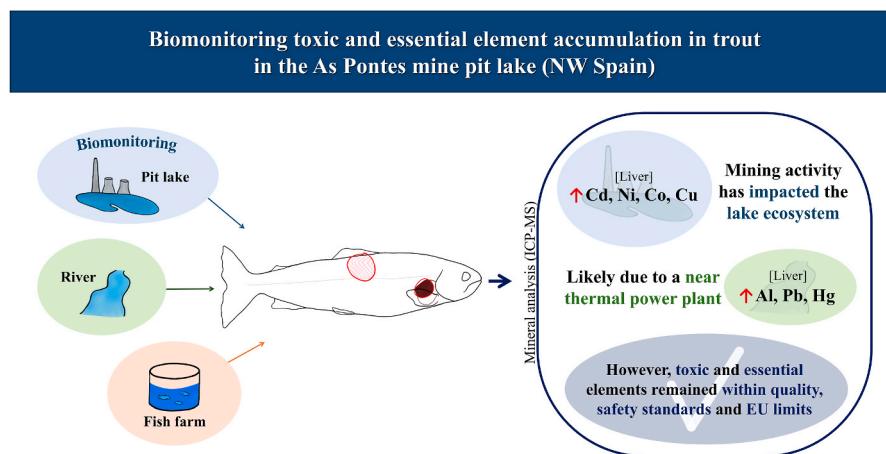 Biomonitoring toxic and essential element accumulation in trout
in the As Pontes mine pit lake (NW Spain)
Biomonitoring
Pit lake
River
Fish farm
Mineral analysis (ICP-MS)
[Liver]
↑Cd, Ni, Co, Cu
Mining activity
has impacted the
lake ecosystem
Likely due to a near
thermal power plant
[Liver]
↑Al, Pb, Hg
However, toxic and essential
elements remained within quality,
safety standards and EU limits